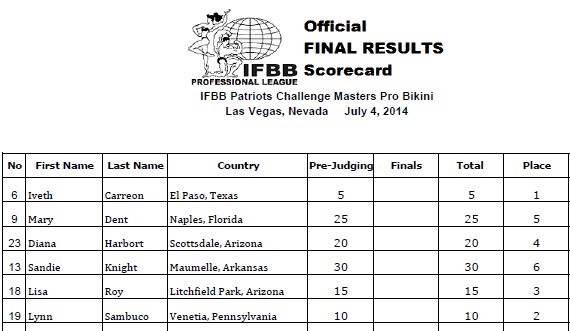 Official
FINAL RESULTS
IFBB Scorecard
PROFESSIONAL LEAGUE
IFBB Patriots Challenge Masters Pro Bikini
Las Vegas, Nevada July 4, 2014
No First Name Last Name Country Pre-Judging Finals Total Place
6 Iveth Carreon El Paso, Texas 5 5 1
9 Mary Dent Naples, Florida 25 25 5
23 Diana Harbort Scottsdale, Arizona 20 20 4
13 Sandie Knight Maumelle, Arkansas 30 30 6
18 Lisa Roy Litchfield Park, Arizona 15 15 3
19 Lynn Sambuco Venetia, Pennsylvania 10 10 2